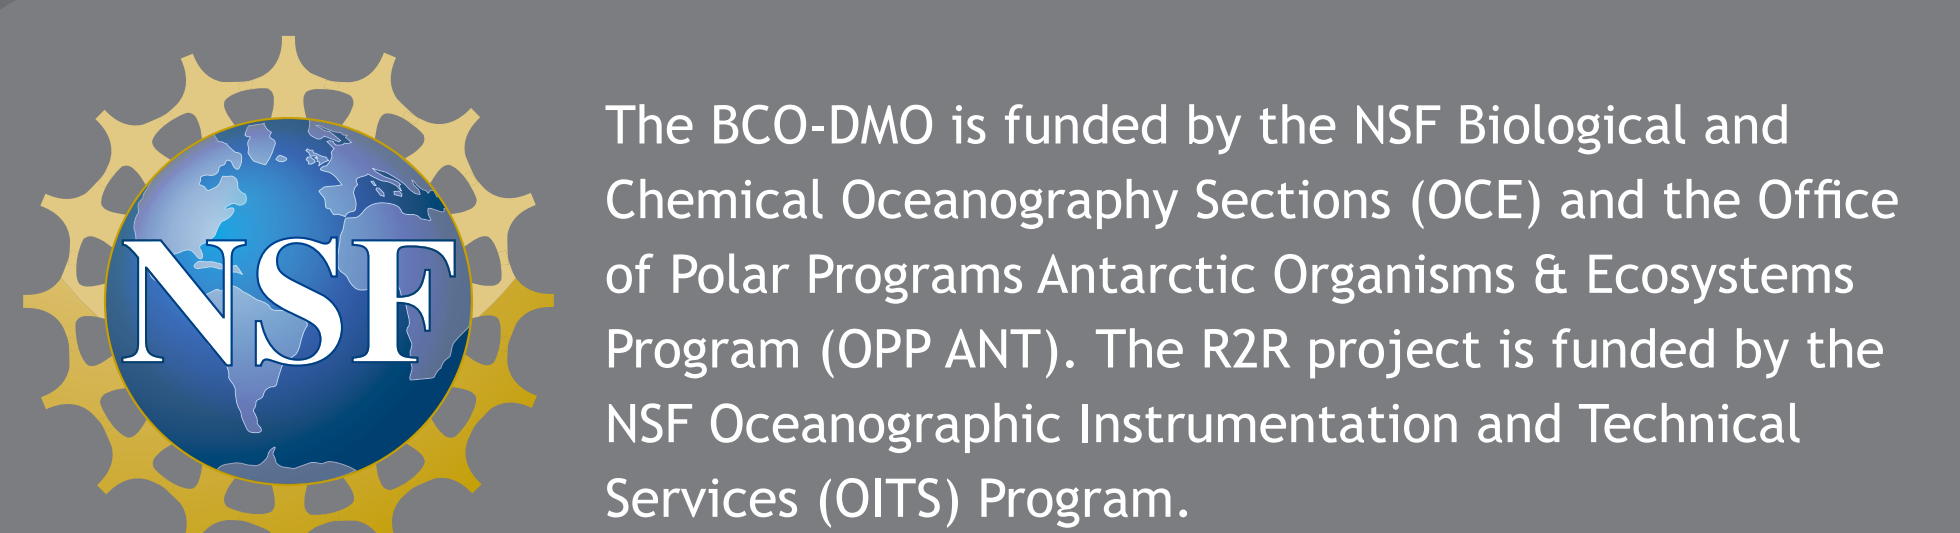 NSF
The BCO-DMO is funded by the NSF Biological and
Chemical Oceanography Sections (OCE) and the Office
of Polar Programs Antarctic Organisms & Ecosystems
Program (OPP ANT). The R2R project is funded by the
NSF Oceanographic Instrumentation and Technical
Services (OITS) Program.